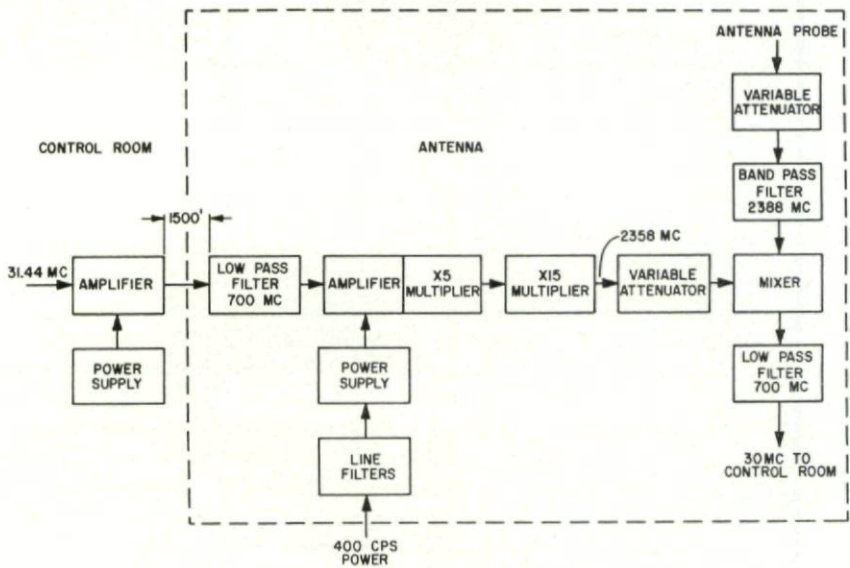 ANTENNA PROBE
VARIABLE
ATTENUATOR
CONTROL ROOM
ANTENNA
BAND PASS
FILTER
2388 MC
1500'
2358 MC
31.44 MC
AMPLIFIER
LOW PASS
FILTER
700 MC
AMPLIFIER
X5
MULTIPLIER
X15
MULTIPLIER
VARIABLE
ATTENUATOR
MIXER
POWER
SUPPLY
POWER
SUPPLY
LOW PASS
FILTER
700 MC
LINE
FILTERS
30MC TO
CONTROL ROOM
400 CPS
POWER